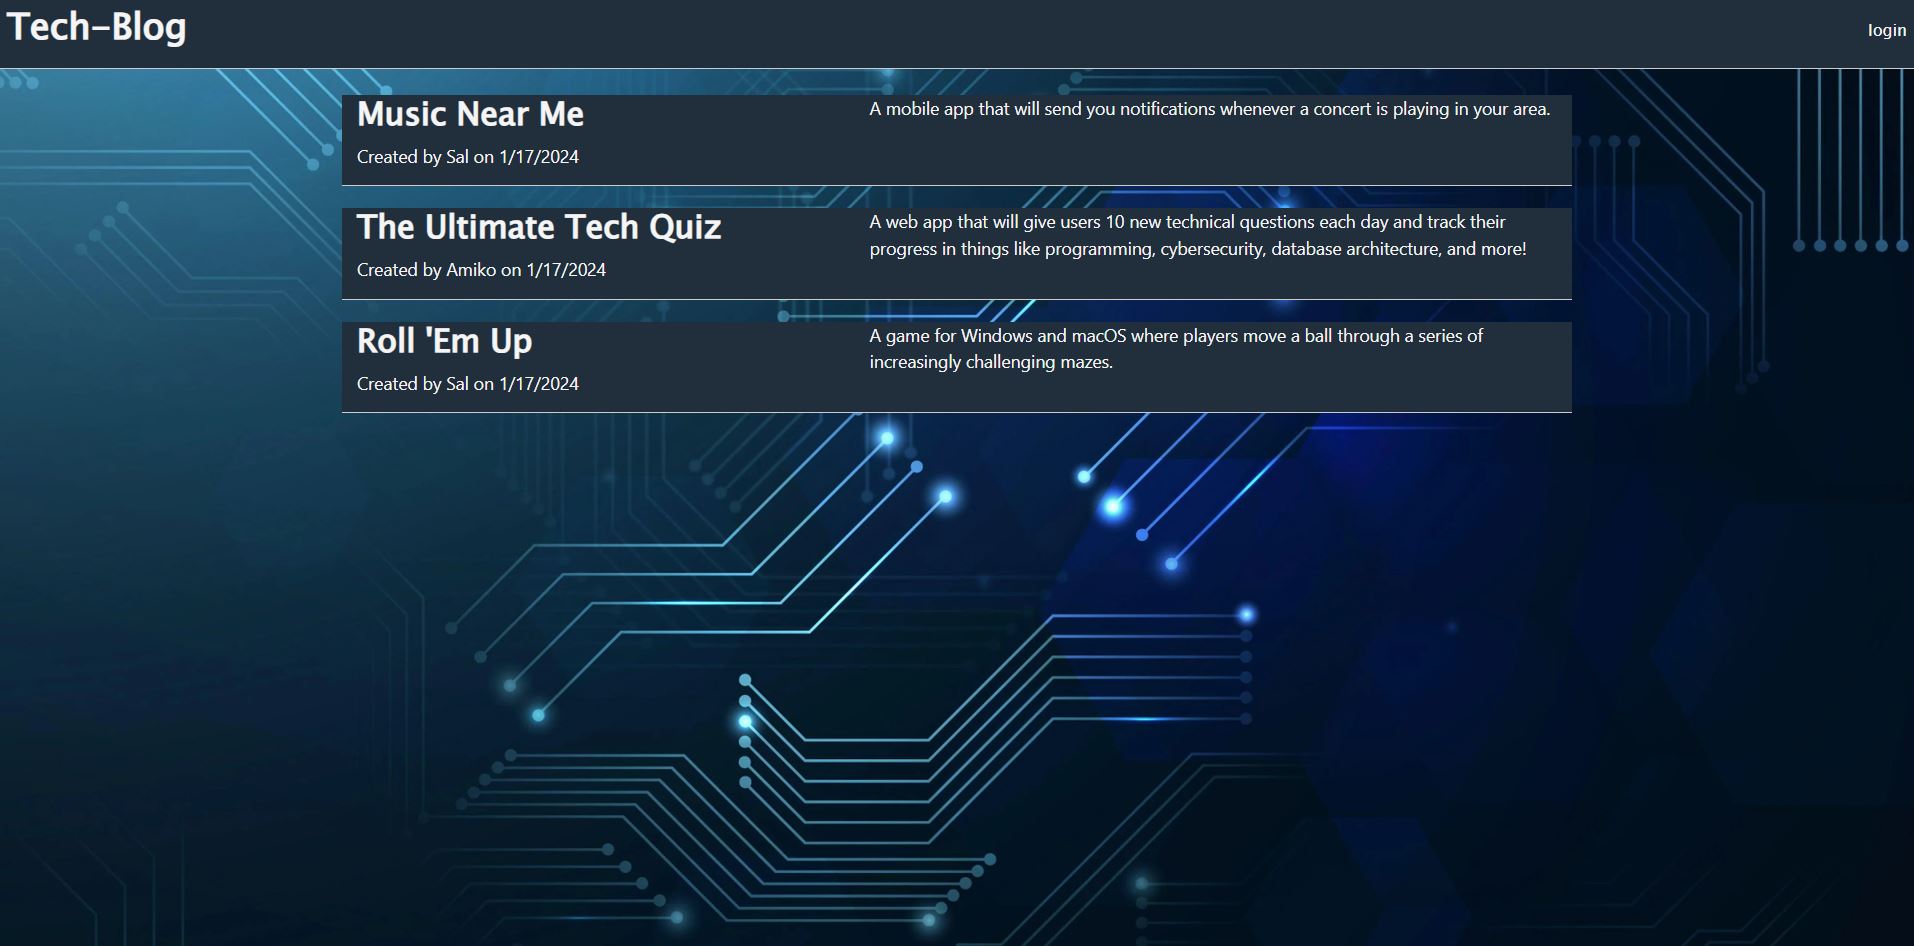 Tech-Blog
login
Music Near Me
Created by Sal on 1/17/2024
A mobile app that will send you notifications whenever a concert is playing in your area.
The Ultimate Tech Quiz
Created by Amiko on 1/17/2024
A web app that will give users 10 new technical questions each day and track their
progress in things like programming, cybersecurity, database architecture, and more!
Roll 'Em Up
Created by Sal on 1/17/2024
A game for Windows and macOS where players move a ball through a series of
increasingly challenging mazes.